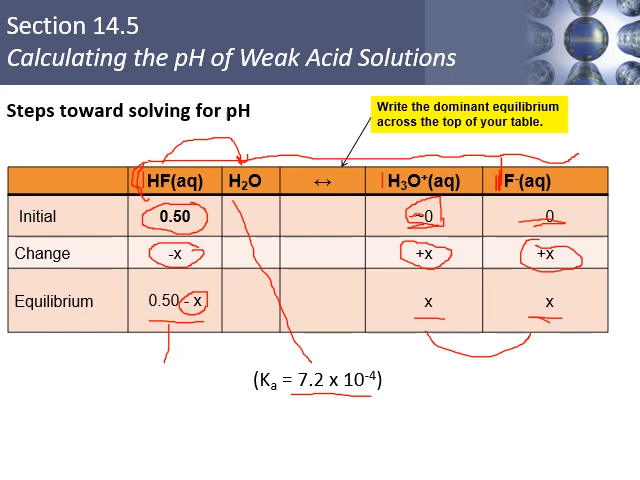 Section 14.5
Calculating the pH of Weak Acid Solutions
Steps toward solving for pH
Write the dominant equilibrium
across the top of your table.
HF(aq) H₂O ↔ H₃O⁺(aq) F⁻(aq)
Initial 0.50 ~0 0
Change -x +x +x
Equilibrium 0.50 - x x x
(Kₐ = 7.2 x 10⁻⁴)